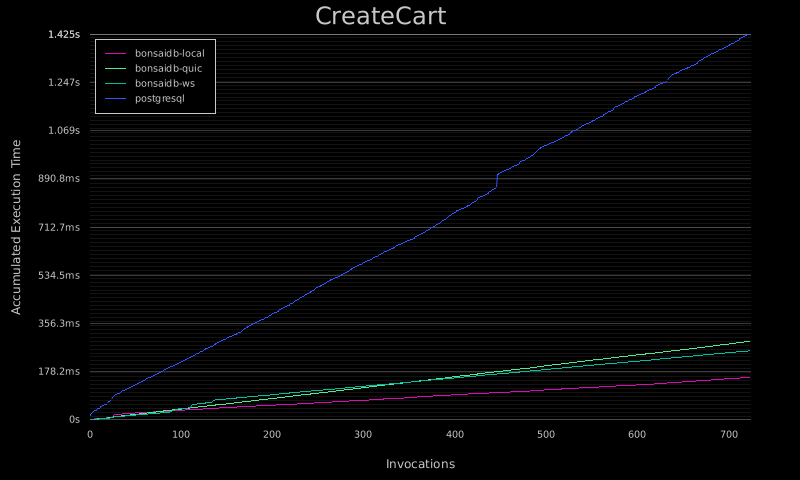 CreateCart
1.425s
1.247s
1.069s
890.8ms
712.7ms
534.5ms
356.3ms
178.2ms
0s
bonsaidb-local
bonsaidb-quic
bonsaidb-ws
postgresql
Accumulated Execution Time
0 100 200 300 400 500 600 700
Invocations